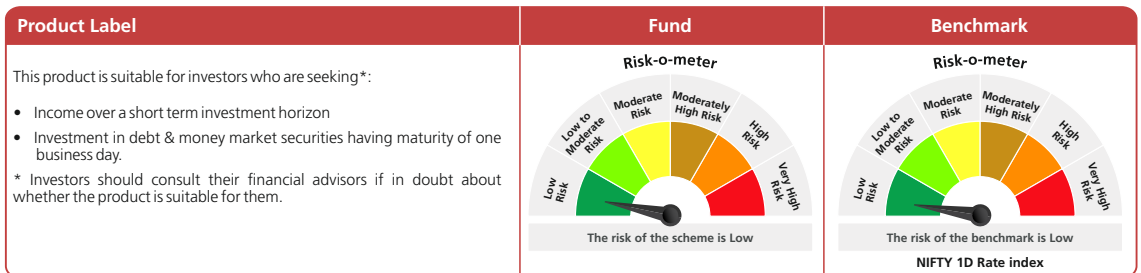 Product Label
Fund
Benchmark
This product is suitable for investors who are seeking*:
• Income over a short term investment horizon
• Investment in debt & money market securities having maturity of one
business day.
* Investors should consult their financial advisors if in doubt about
whether the product is suitable for them.
Risk-o-meter
Low
Risk
Low to
Moderate
Risk
Moderate
Risk
Moderately
High Risk
High
Risk
Very High
Risk
The risk of the scheme is Low
Risk-o-meter
Low
Risk
Low to
Moderate
Risk
Moderate
Risk
Moderately
High Risk
High
Risk
Very High
Risk
The risk of the benchmark is Low
NIFTY 1D Rate index